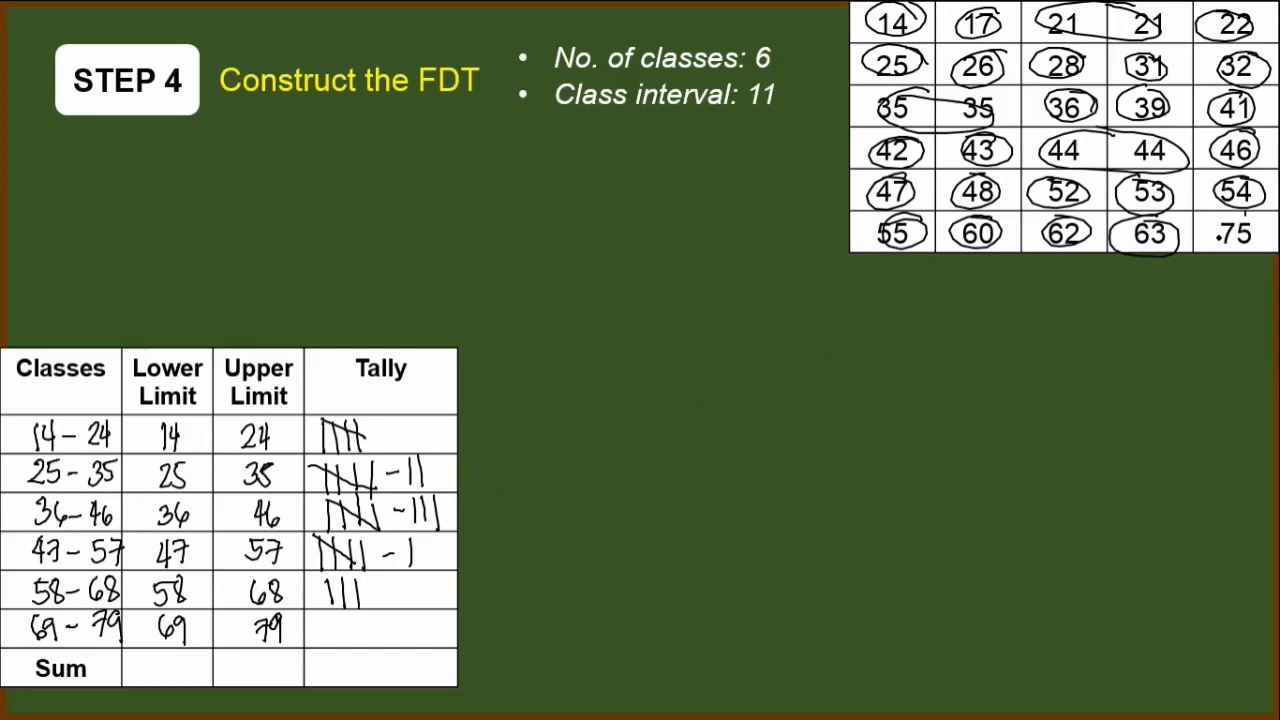 STEP 4 Construct the FDT
• No. of classes: 6
• Class interval: 11
14 17 21 21 22
25 26 28 31 32
35 35 36 39 41
42 43 44 44 46
47 48 52 53 54
55 60 62 63 75
Classes Lower Limit Upper Limit Tally
14 - 24 14 24 ||||
25 - 35 25 35 |||| - ||
36 - 46 36 46 |||| - |||
47 - 57 47 57 |||| - |
58 - 68 58 68 |||
69 - 79 69 79
Sum